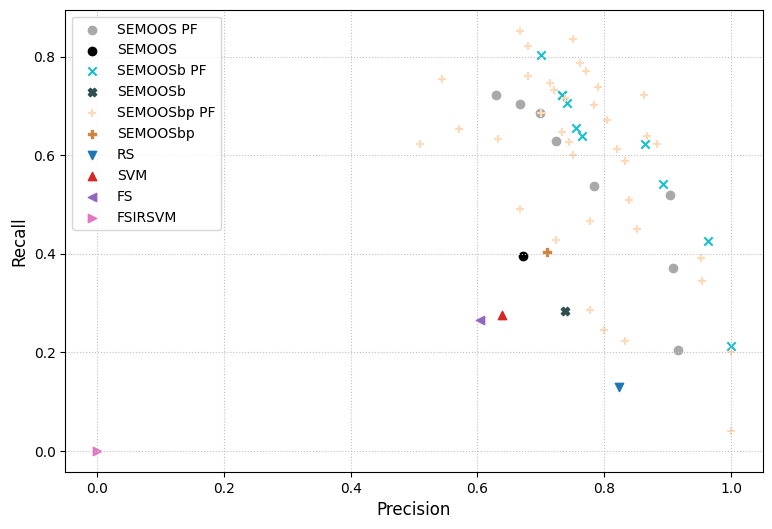 SEMOOS PF
SEMOOS
SEMOOSb PF
SEMOOSb
SEMOOSbp PF
SEMOOSbp
RS
SVM
FS
FSIRSVM
0.8
0.6
0.4
0.2
0.0
Recall
0.0 0.2 0.4 0.6 0.8 1.0
Precision